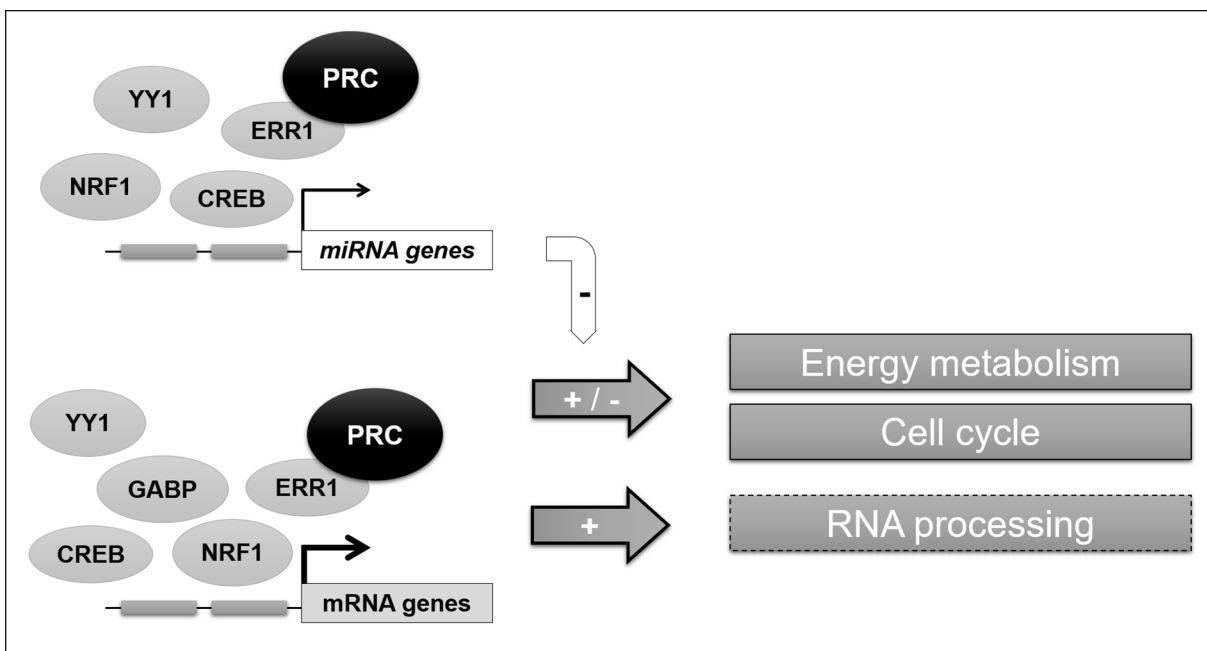 PRC
YY1
ERR1
NRF1
CREB
miRNA genes
-
+ / -
Energy metabolism
Cell cycle
YY1
PRC
GABP
ERR1
+
RNA processing
CREB
NRF1
mRNA genes